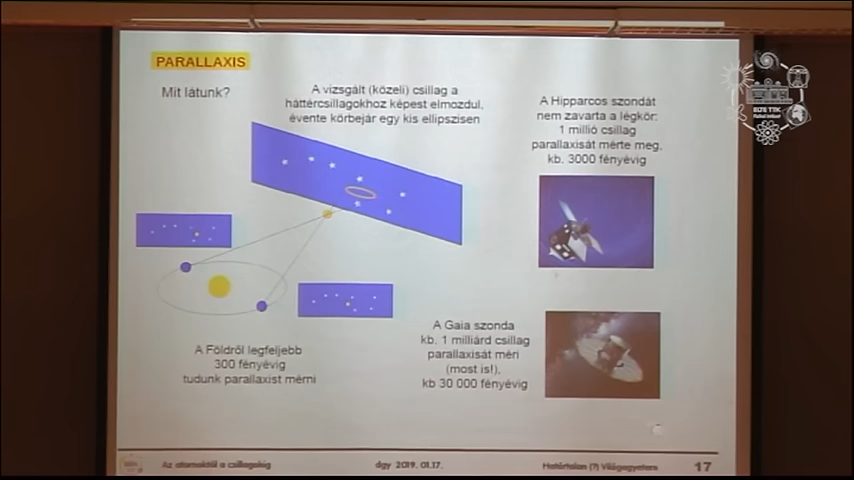 PARALLAXIS
Mit látunk?
A vizsgált (közeli) csillag a
háttércsillagokhoz képest elmozdul,
évente körbejár egy kis ellipszisen
A Hipparcos szondát
nem zavarta a légkör:
1 millió csillag
parallaxisát mérte meg,
kb. 3000 fényévig
A Földről legfeljebb
300 fényévig
tudunk parallaxist mérni
A Gaia szonda
kb. 1 milliárd csillag
parallaxisát méri
(most is!),
kb 30 000 fényévig
Az atomoktól a csillagokig
dgy 2019. 01.17.
Határtalan (?) Világegyetem
17
ELTE TTK